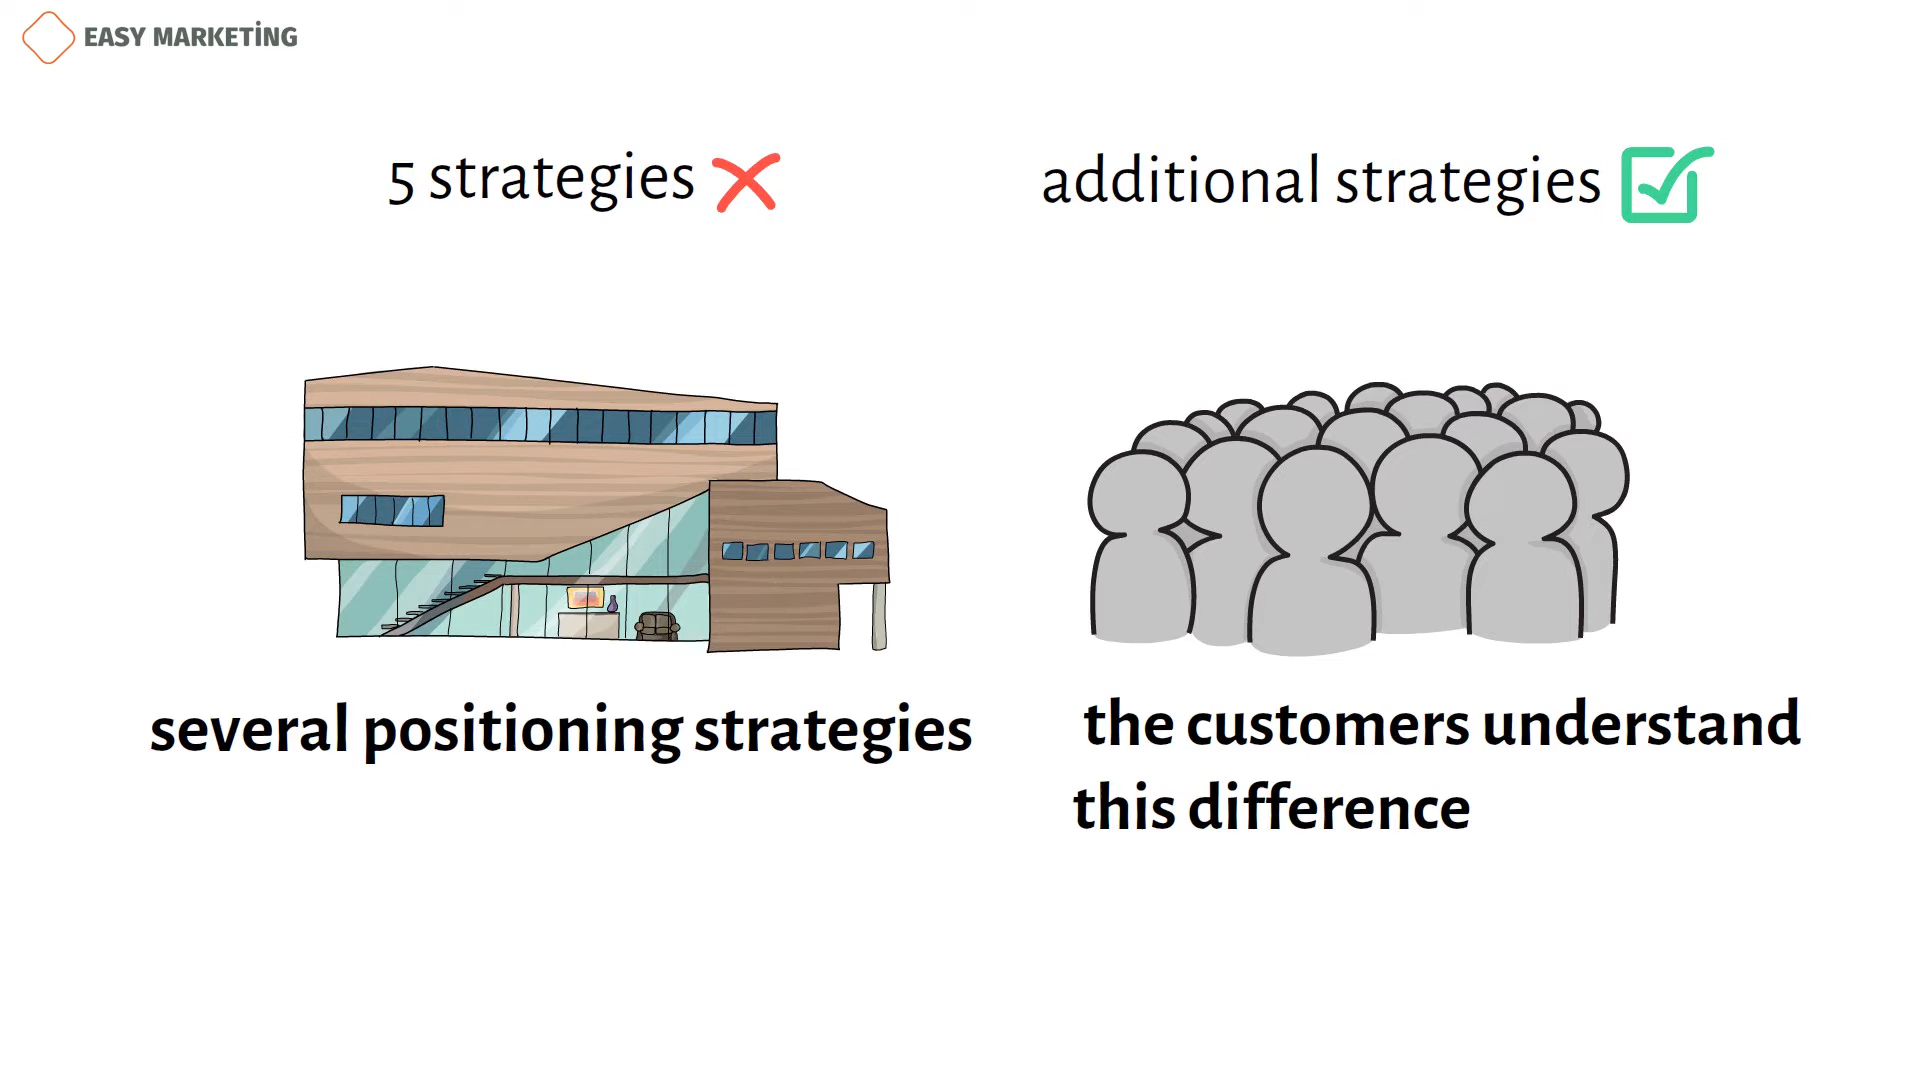 EASY MARKETİNG
5 strategies
additional strategies
several positioning strategies
the customers understand
this difference